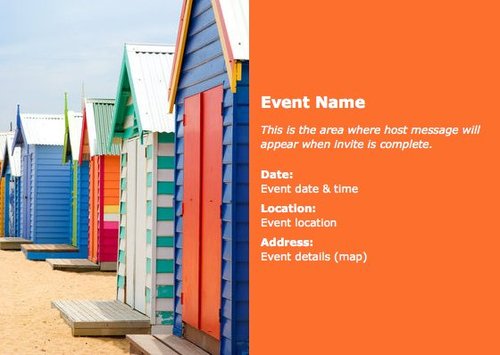 Event Name
This is the area where host message will
appear when invite is complete.
Date:
Event date & time
Location:
Event location
Address:
Event details (map)